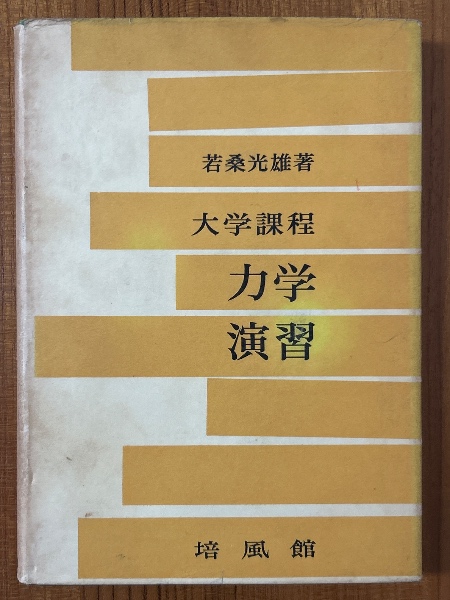 若桑光雄著
大学課程
力学
演習
培風館